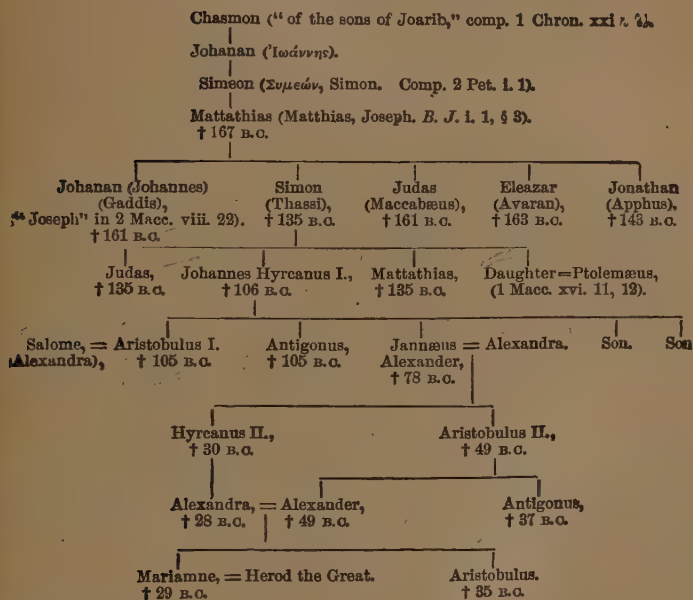 Chasmon ("of the sons of Joarib," comp. 1 Chron.
Johanan (Ἰωάννης).
Simeon (Συμεών, Simon. Comp. 2 Pet. i. 1).
Mattathias (Matthias, Joseph. B. J. i. 1, § 3).
† 167 B.C.
Johanan (Johannes) Simon Judas Eleazar Jonathan
(Gaddis), (Thassi), (Maccabæus) (Avaran), (Apphus),
"Joseph" in 2 Macc. viii. 22). † 135 B.C. † 161 B.C. † 163 B.C. † 143 B.C.
† 161 B.C.
Judas, Johannes Hyrcanus I., Mattathias, Daughter=Ptolemæus,
† 135 B.C. † 106 B.C. † 135 B.C. (1 Macc. xvi. 11, 12).
Salome, = Aristobulus I. Antigonus, Jannæus = Alexandra. Son. Son
Alexandra), † 105 B.C. † 105 B.C. Alexander,
† 78 B.C.
Hyrcanus II., Aristobulus II.,
† 30 B.C. † 49 B.C.
Alexandra, = Alexander, Antigonus,
† 28 B.C. † 49 B.C. † 37 B.C.
Mariamne, = Herod the Great. Aristobulus.
† 29 B.C. † 35 B.C.